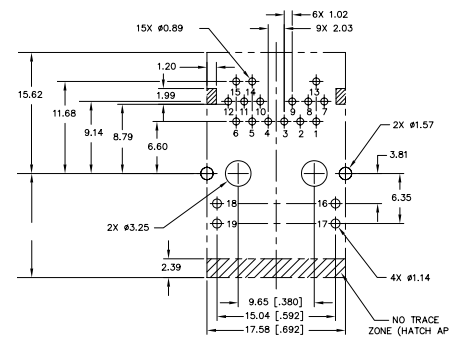 6X 1.02
15X ø0.89
9X 2.03
1.20
15 14 13
1.99
15.62
12 11 10 9 8 7
11.68
9.14
8.79
6 5 4 3 2 1
2X ø1.57
6.60
3.81
6.35
18 16
2X ø3.25
19 17
2.39
4X ø1.14
9.65 [.380]
15.04 [.592]
NO TRACE
17.58 [.692]
ZONE (HATCH AP